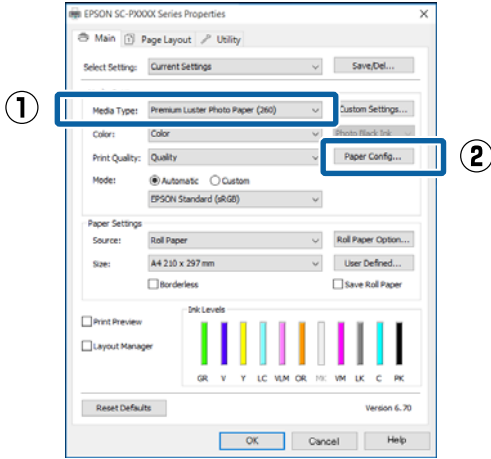 EPSON SC-PXXXX Series Properties
Main Page Layout Utility
Select Setting: Current Settings Save/Del...
① Media Type: Premium Luster Photo Paper (260) Custom Settings...
Color: Color Photo Black Ink
Print Quality: Quality Paper Config... ②
Mode: Automatic Custom
EPSON Standard (sRGB)
Paper Settings
Source: Roll Paper Roll Paper Option...
Size: A4 210 x 297 mm User Defined...
Borderless Save Roll Paper
Ink Levels
Print Preview
Layout Manager
GR V Y LC VLM OR MK VM LK C PK
Reset Defaults Version 6.70
OK Cancel Help